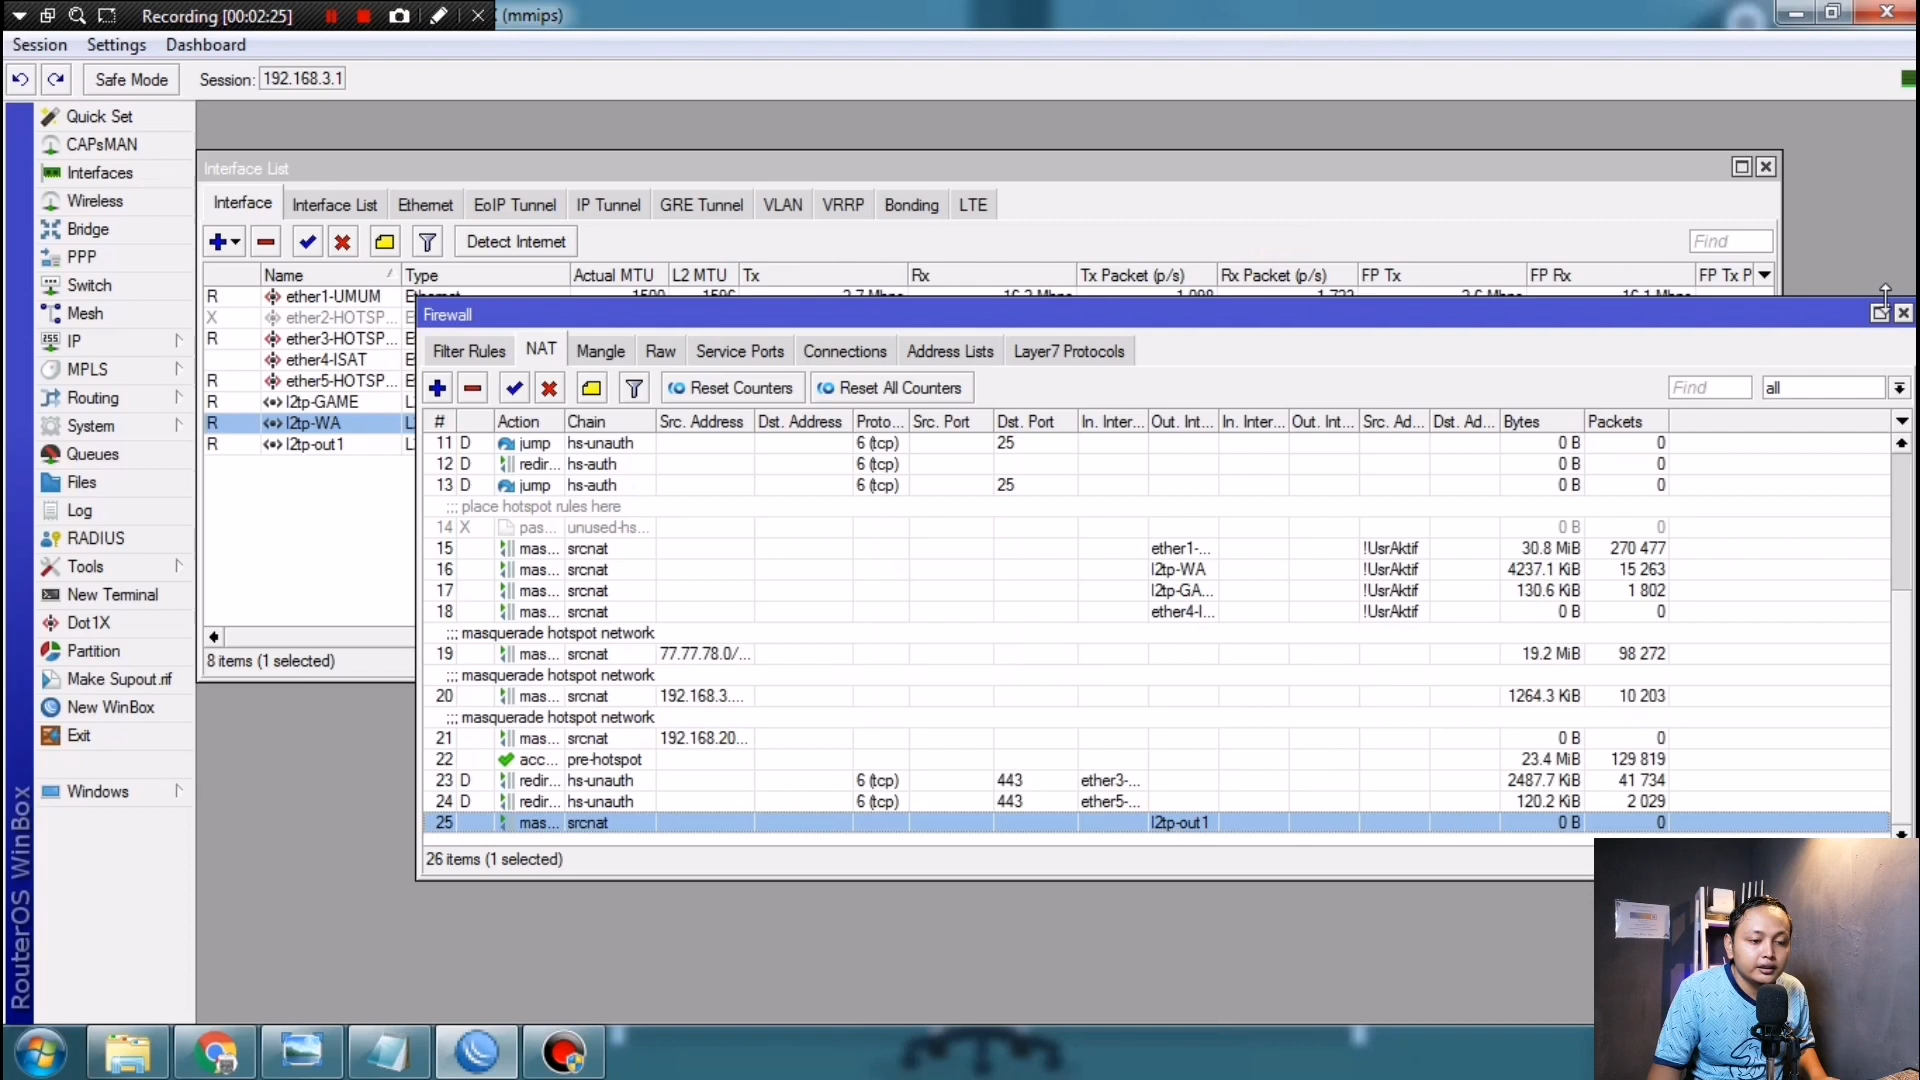 Recording [00:02:25]
(mmips)
Session Settings Dashboard
Safe Mode Session: 192.168.3.1
Quick Set
CAPsMAN
Interfaces
Wireless
Bridge
PPP
Switch
Mesh
IP
MPLS
Routing
System
Queues
Files
Log
RADIUS
Tools
New Terminal
Dot1X
Partition
Make Supout.rif
New WinBox
Exit
Windows
RouterOS WinBox
Interface List
Interface Interface List Ethernet EoIP Tunnel IP Tunnel GRE Tunnel VLAN VRRP Bonding LTE
Detect Internet Find
Name Type Actual MTU L2 MTU Tx Rx Tx Packet (p/s) Rx Packet (p/s) FP Tx FP Rx FP Tx P
R ether1-UMUM
X ether2-HOTSP... E
R ether3-HOTSP... E
ether4-ISAT E
R ether5-HOTSP... E
R <•> l2tp-GAME L
R <•> l2tp-WA L
R <•> l2tp-out1 L
8 items (1 selected)
Firewall
Filter Rules NAT Mangle Raw Service Ports Connections Address Lists Layer7 Protocols
Reset Counters Reset All Counters Find all
# Action Chain Src. Address Dst. Address Proto... Src. Port Dst. Port In. Inter... Out. Int... In. Inter... Out. Int... Src. Ad... Dst. Ad... Bytes Packets
11 D jump hs-unauth 6 (tcp) 25 0 B 0
12 D redir... hs-auth 6 (tcp) 0 B 0
13 D jump hs-auth 6 (tcp) 25 0 B 0
;;; place hotspot rules here
14 X pas... unused-hs... 0 B 0
15 mas... srcnat ether1-... !UsrAktif 30.8 MiB 270 477
16 mas... srcnat l2tp-WA !UsrAktif 4237.1 KiB 15 263
17 mas... srcnat l2tp-GA... !UsrAktif 130.6 KiB 1 802
18 mas... srcnat ether4-I... !UsrAktif 0 B 0
;;; masquerade hotspot network
19 mas... srcnat 77.77.78.0/... 19.2 MiB 98 272
;;; masquerade hotspot network
20 mas... srcnat 192.168.3.... 1264.3 KiB 10 203
;;; masquerade hotspot network
21 mas... srcnat 192.168.20... 0 B 0
22 acc... pre-hotspot 23.4 MiB 129 819
23 D redir... hs-unauth 6 (tcp) 443 ether3-... 2487.7 KiB 41 734
24 D redir... hs-unauth 6 (tcp) 443 ether5-... 120.2 KiB 2 029
25 mas... srcnat l2tp-out1 0 B 0
26 items (1 selected)